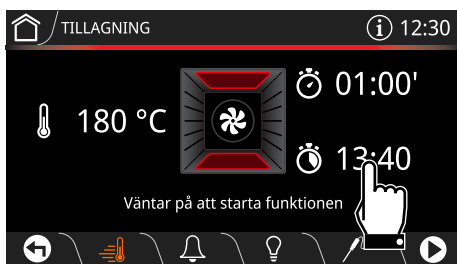 TILLAGNING
12:30
180 °C
01:00'
13:40
Väntar på att starta funktionen